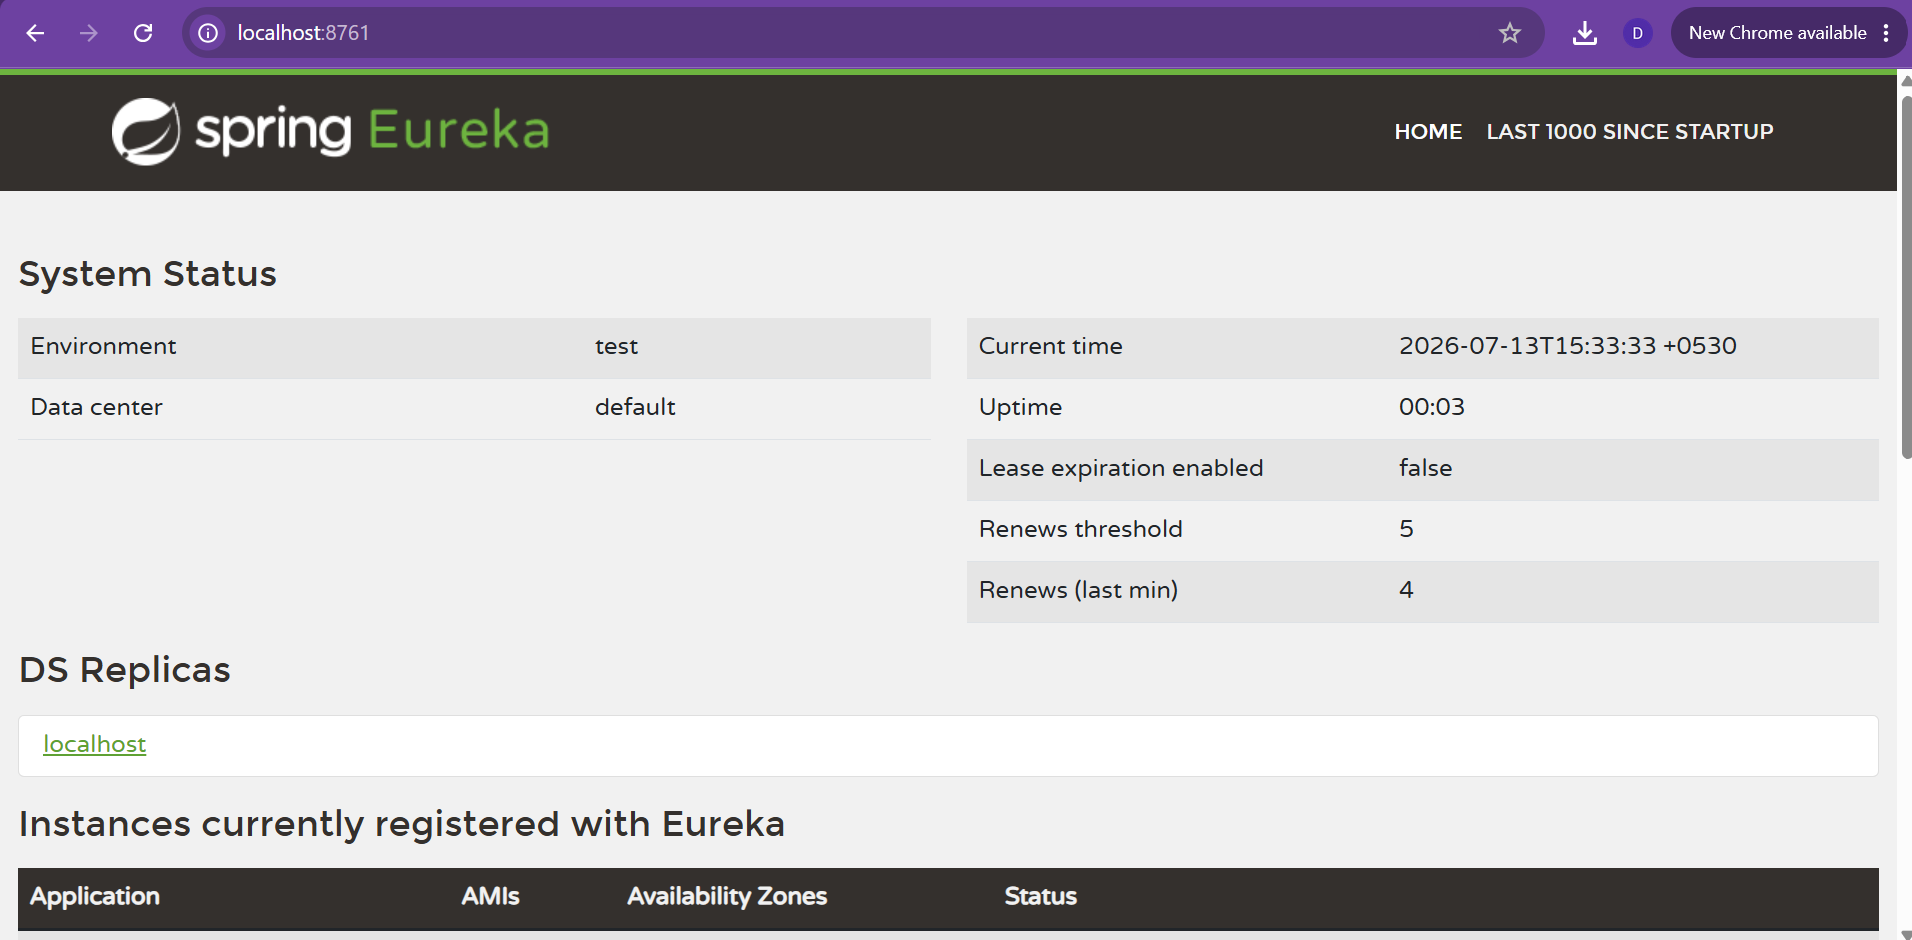 localhost:8761
D
New Chrome available
spring Eureka
HOME LAST 1000 SINCE STARTUP
System Status
Environment test
Data center default
Current time 2026-07-13T15:33:33 +0530
Uptime 00:03
Lease expiration enabled false
Renews threshold 5
Renews (last min) 4
DS Replicas
localhost
Instances currently registered with Eureka
Application AMIs Availability Zones Status